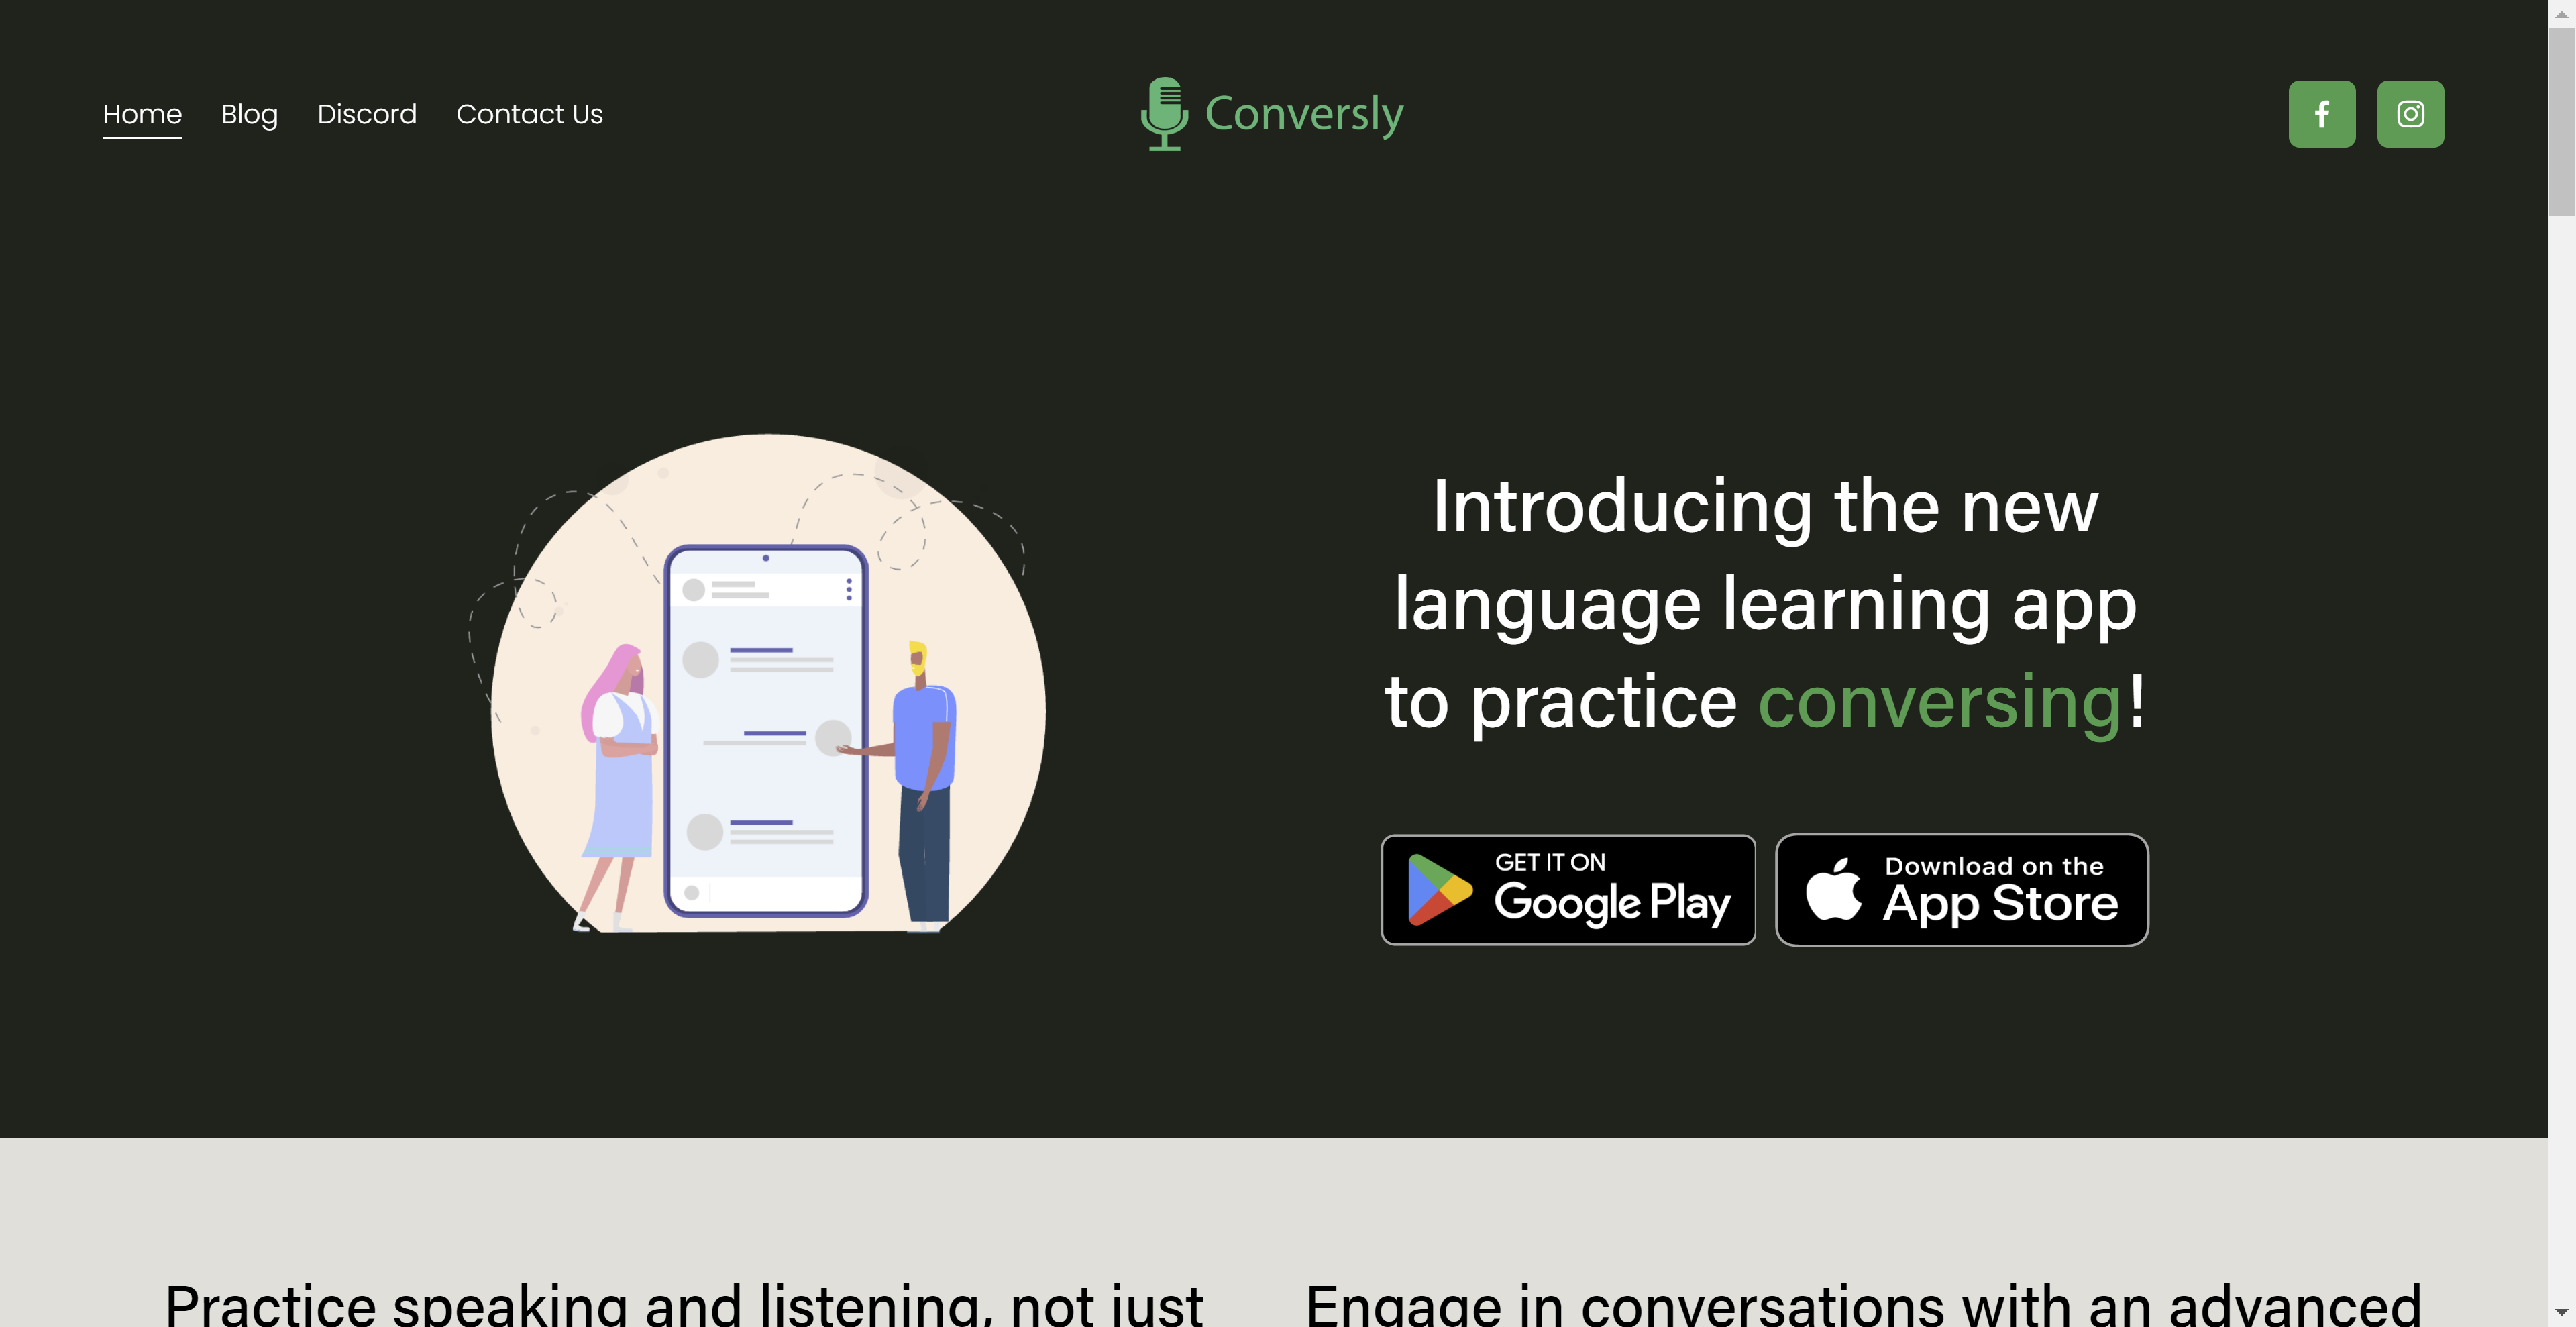 Home Blog Discord Contact Us
Conversly
Introducing the new
language learning app
to practice conversing!
GET IT ON
Google Play
Download on the
App Store
Practice speaking and listening, not just
Engage in conversations with an advanced